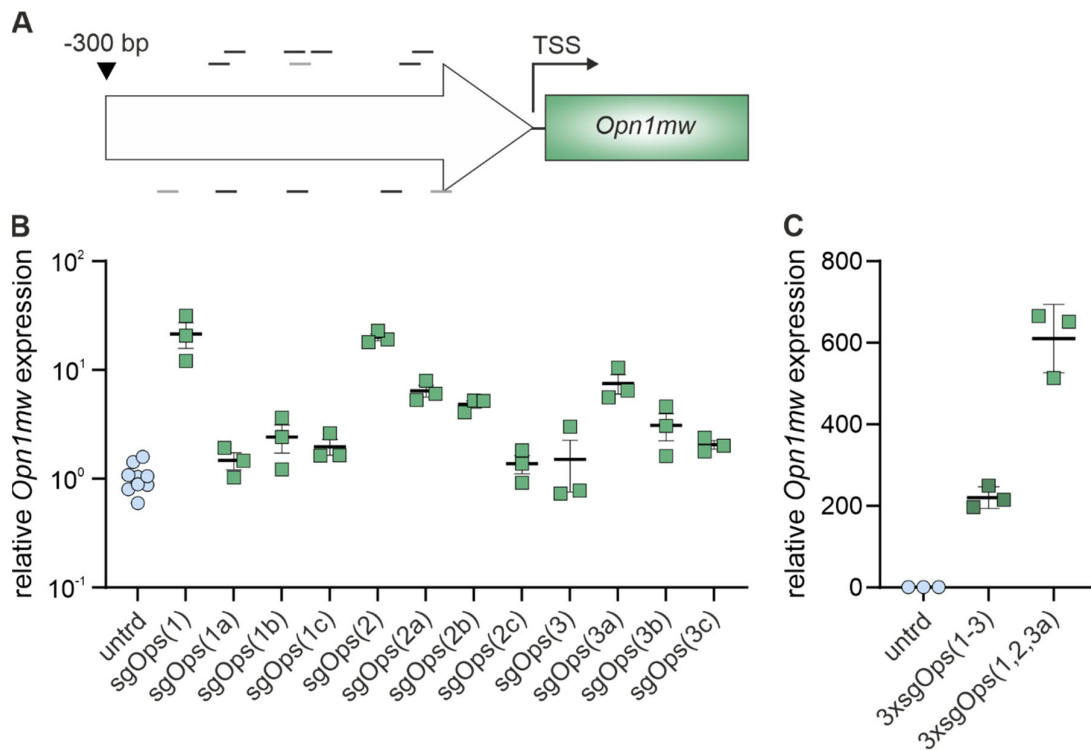 A
-300 bp
TSS
Opn1mw
B
relative Opn1mw expression
10²
10¹
10⁰
10⁻¹
untrd
sgOps(1)
sgOps(1a)
sgOps(1b)
sgOps(1c)
sgOps(2)
sgOps(2a)
sgOps(2b)
sgOps(2c)
sgOps(3)
sgOps(3a)
sgOps(3b)
sgOps(3c)
C
relative Opn1mw expression
800
600
400
200
0
untrd
3xsgOps(1-3)
3xsgOps(1,2,3a)